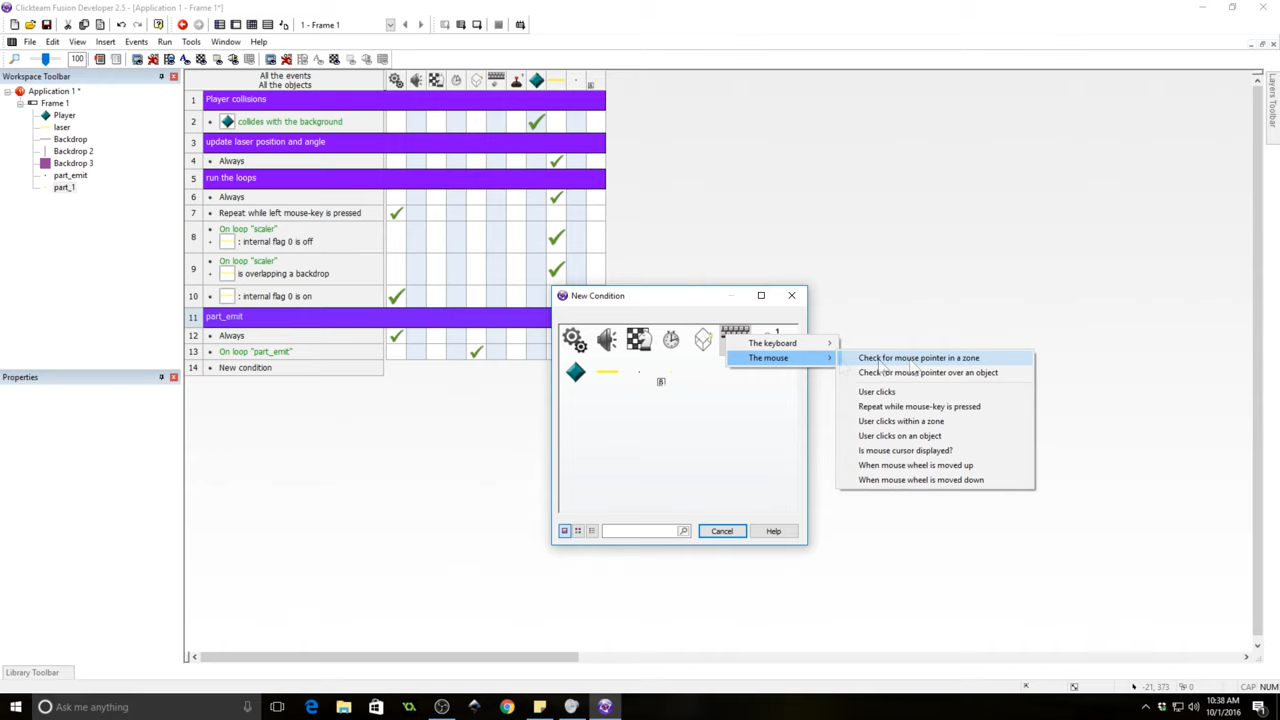 Clickteam Fusion Developer 2.5 - [Application 1 - Frame 1*]
1 - Frame 1
File Edit View Insert Events Run Tools Window Help
100
Workspace Toolbar
Application 1 *
Frame 1
Player
laser
Backdrop
Backdrop 2
Backdrop 3
part_emit
part_1
Properties
Library Toolbar
Layers Toolbar
All the events
All the objects
1 Player collisions
2 collides with the background
3 update laser position and angle
4 Always
5 run the loops
6 Always
7 Repeat while left mouse-key is pressed
8 On loop "scaler"
: internal flag 0 is off
9 On loop "scaler"
is overlapping a backdrop
10 : internal flag 0 is on
11 part_emit
12 Always
13 On loop "part_emit"
14 New condition
New Condition
1
The keyboard
The mouse
Check for mouse pointer in a zone
Check for mouse pointer over an object
User clicks
Repeat while mouse-key is pressed
User clicks within a zone
User clicks on an object
Is mouse cursor displayed?
When mouse wheel is moved up
When mouse wheel is moved down
Cancel Help
-21, 373 0 CAP NUM
Ask me anything
10:38 AM
10/1/2016